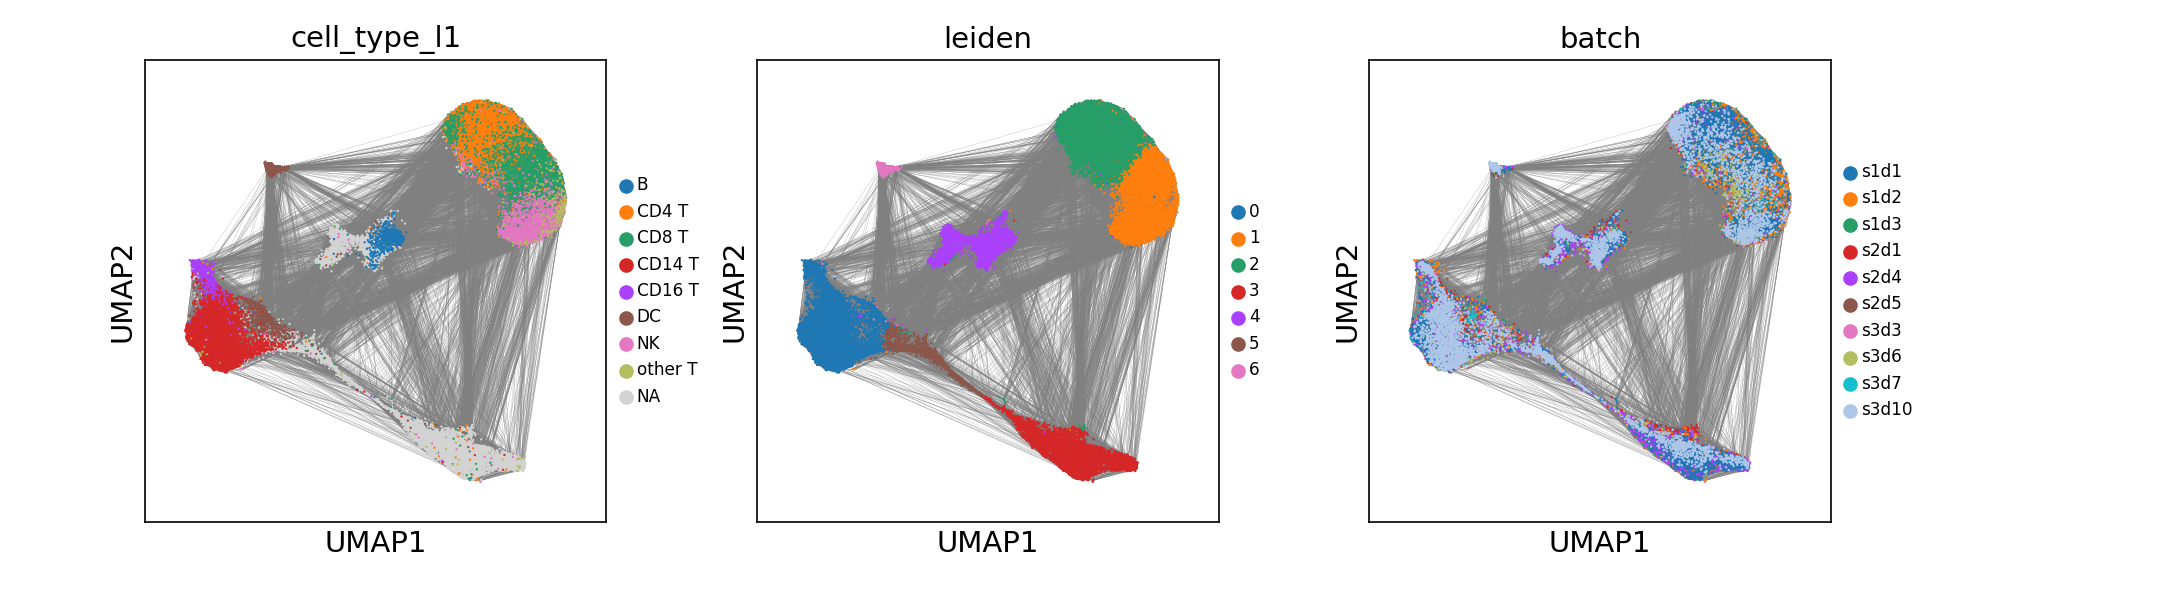 cell_type_l1
UMAP2
UMAP1
B
CD4 T
CD8 T
CD14 T
CD16 T
DC
NK
other T
NA
leiden
UMAP2
UMAP1
0
1
2
3
4
5
6
batch
UMAP2
UMAP1
s1d1
s1d2
s1d3
s2d1
s2d4
s2d5
s3d3
s3d6
s3d7
s3d10